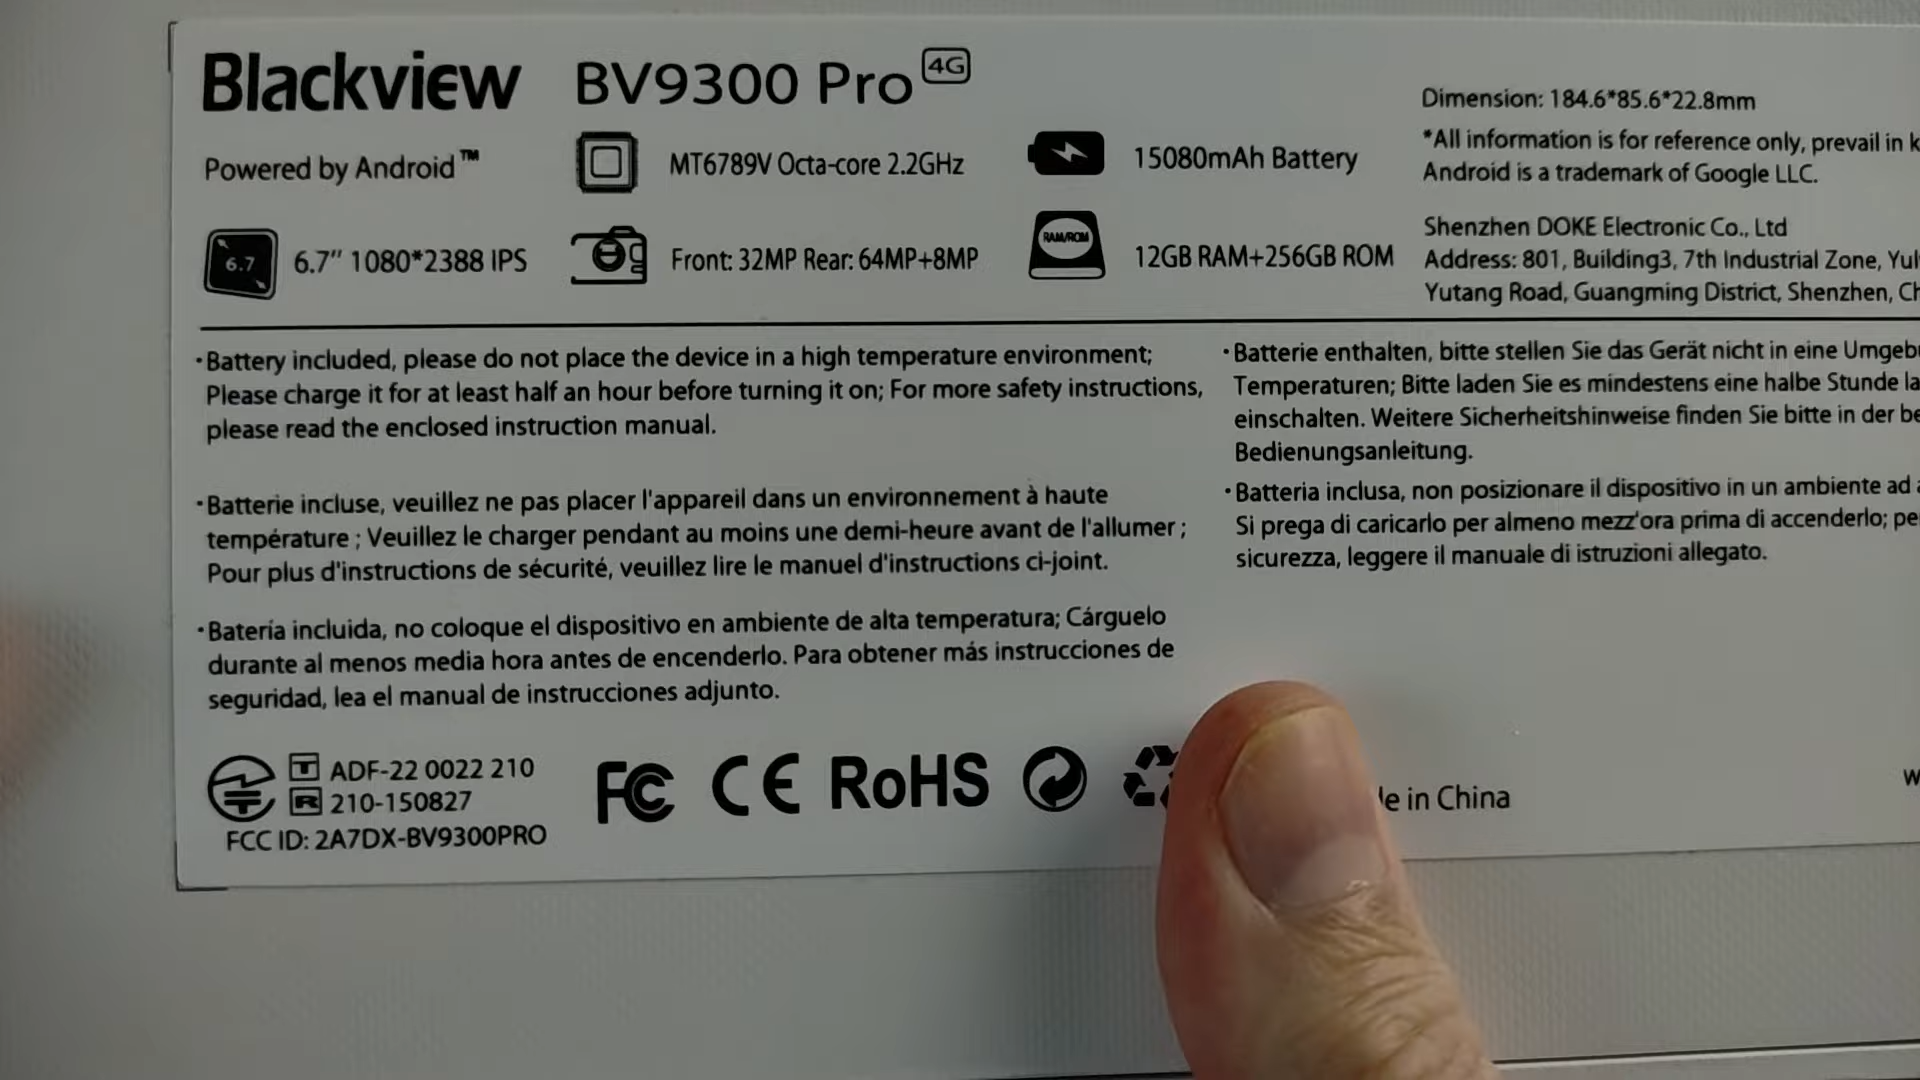 Blackview BV9300 Pro 4G
Powered by Android™
MT6789V Octa-core 2.2GHz
15080mAh Battery
6.7 6.7" 1080*2388 IPS
Front: 32MP Rear: 64MP+8MP
RAM/ROM 12GB RAM+256GB ROM
Dimension: 184.6*85.6*22.8mm
*All information is for reference only, prevail in
Android is a trademark of Google LLC.
Shenzhen DOKE Electronic Co., Ltd
Address: 801, Building3, 7th Industrial Zone,
Yutang Road, Guangming District, Shenzhen,
·Battery included, please do not place the device in a high temperature environment;
Please charge it for at least half an hour before turning it on; For more safety instructions,
please read the enclosed instruction manual.
·Batterie incluse, veuillez ne pas placer l'appareil dans un environnement à haute
température ; Veuillez le charger pendant au moins une demi-heure avant de l'allumer ;
Pour plus d'instructions de sécurité, veuillez lire le manuel d'instructions ci-joint.
·Batería incluida, no coloque el dispositivo en ambiente de alta temperatura; Cárguelo
durante al menos media hora antes de encenderlo. Para obtener más instrucciones de
seguridad, lea el manual de instrucciones adjunto.
·Batterie enthalten, bitte stellen Sie das Gerät nicht in eine
Temperaturen; Bitte laden Sie es mindestens eine halbe Stunde
einschalten. Weitere Sicherheitshinweise finden Sie bitte in der
Bedienungsanleitung.
·Batteria inclusa, non posizionare il dispositivo in un ambiente ad
Si prega di caricarlo per almeno mezz'ora prima di accenderlo;
sicurezza, leggere il manuale di istruzioni allegato.
T ADF-22 0022 210
R 210-150827
FCC ID: 2A7DX-BV9300PRO
FC CE RoHS
in China